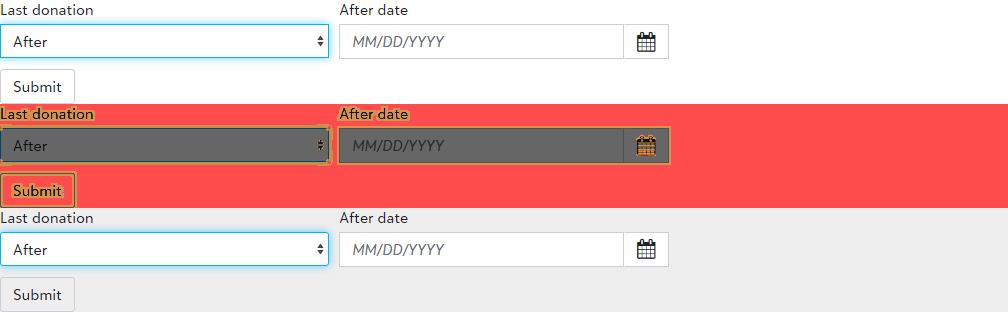 Last donation After date
After MM/DD/YYYY
Submit
Last donation After date
After MM/DD/YYYY
Submit
Last donation After date
After MM/DD/YYYY
Submit